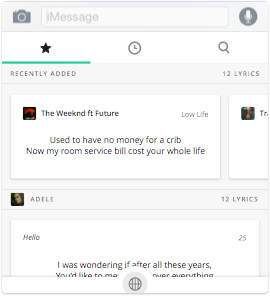 iMessage
RECENTLY ADDED 12 LYRICS
The Weeknd ft Future Low Life
Used to have no money for a crib
Now my room service bill cost your whole life
ADELE 12 LYRICS
Hello 25
I was wondering if after all these years,
You'd like to me over everything